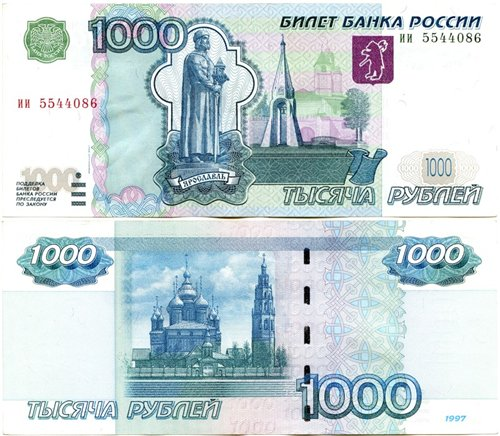 1000
БИЛЕТ БАНКА РОССИИ
ии 5544086
ии 5544086
ЯРОСЛАВЛЬ
1000
ПОДДЕЛКА
БИЛЕТОВ
БАНКА РОССИИ
ПРЕСЛЕДУЕТСЯ
ПО ЗАКОНУ
1000
ТЫСЯЧА РУБЛЕЙ
1000
1000
ТЫСЯЧА РУБЛЕЙ
1000
1997